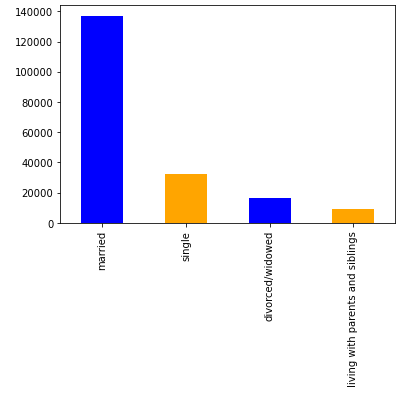 140000
120000
100000
80000
60000
40000
20000
0
married
single
divorced/widowed
living with parents and siblings